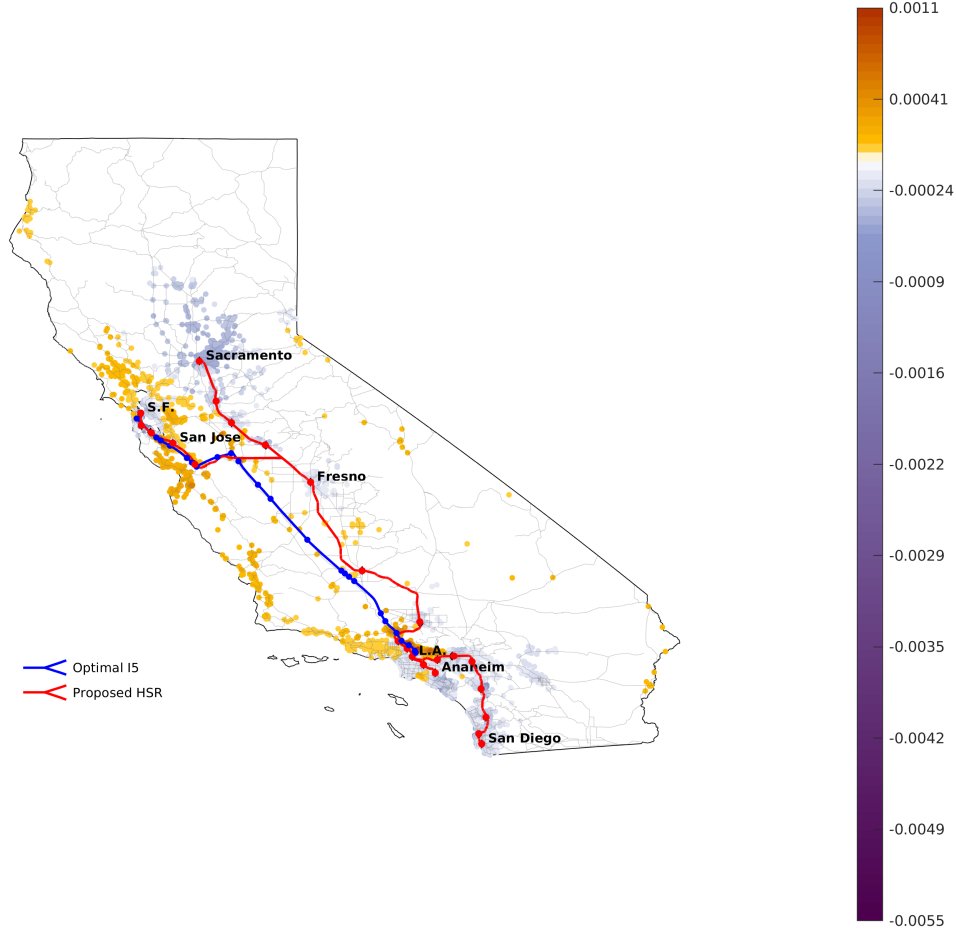 Sacramento
S.F.
San Jose
Fresno
L.A.
Anaheim
San Diego
Optimal I5
Proposed HSR
0.0011
0.00041
-0.00024
-0.0009
-0.0016
-0.0022
-0.0029
-0.0035
-0.0042
-0.0049
-0.0055